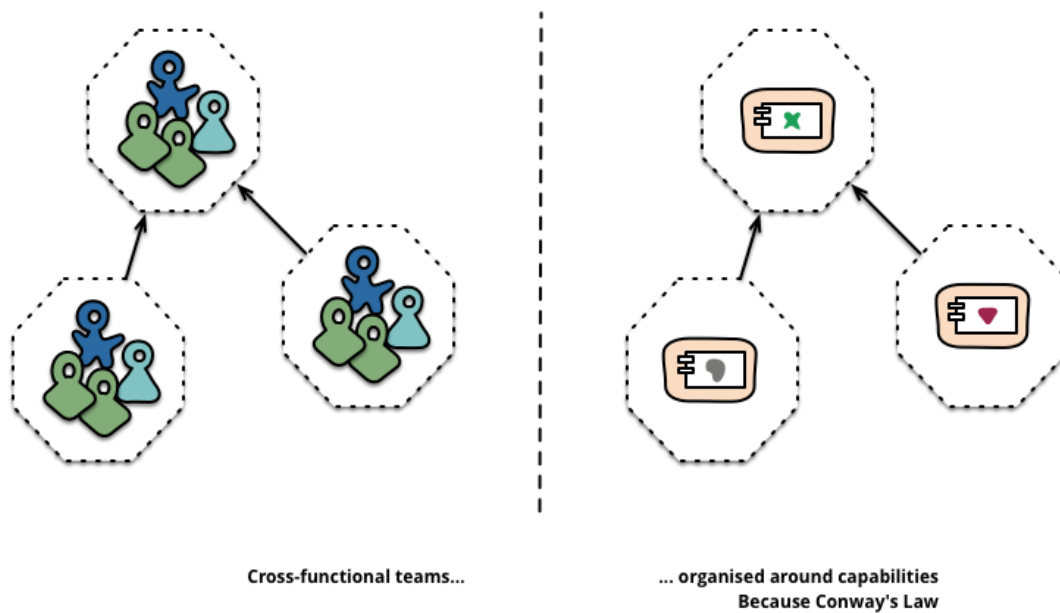 Cross-functional teams...
... organised around capabilities
Because Conway's Law